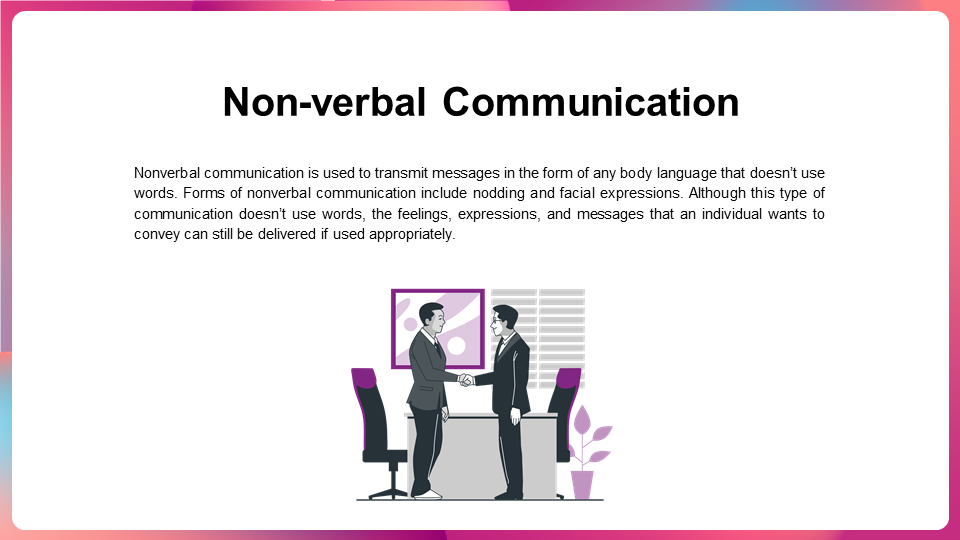 Non-verbal Communication
Nonverbal communication is used to transmit messages in the form of any body language that doesn’t use
words. Forms of nonverbal communication include nodding and facial expressions. Although this type of
communication doesn’t use words, the feelings, expressions, and messages that an individual wants to
convey can still be delivered if used appropriately.